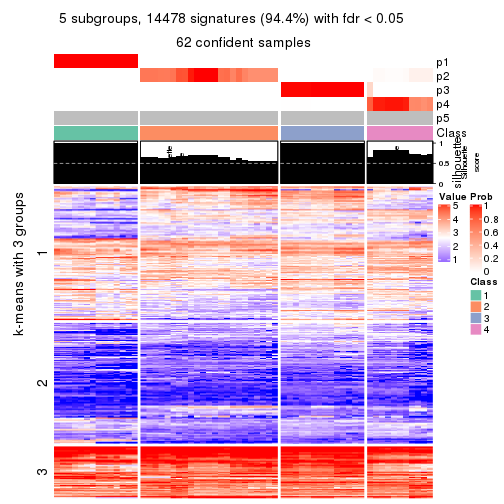 5 subgroups, 14478 signatures (94.4%) with fdr < 0.05
62 confident samples
p1
p2
p3
p4
p5
Class
1
0.5
0
silhouette
silhouette
score
k-means with 3 groups
1
2
3
Value
5
4
3
2
1
Prob
1
0.8
0.6
0.4
0.2
0
Class
1
2
3
4